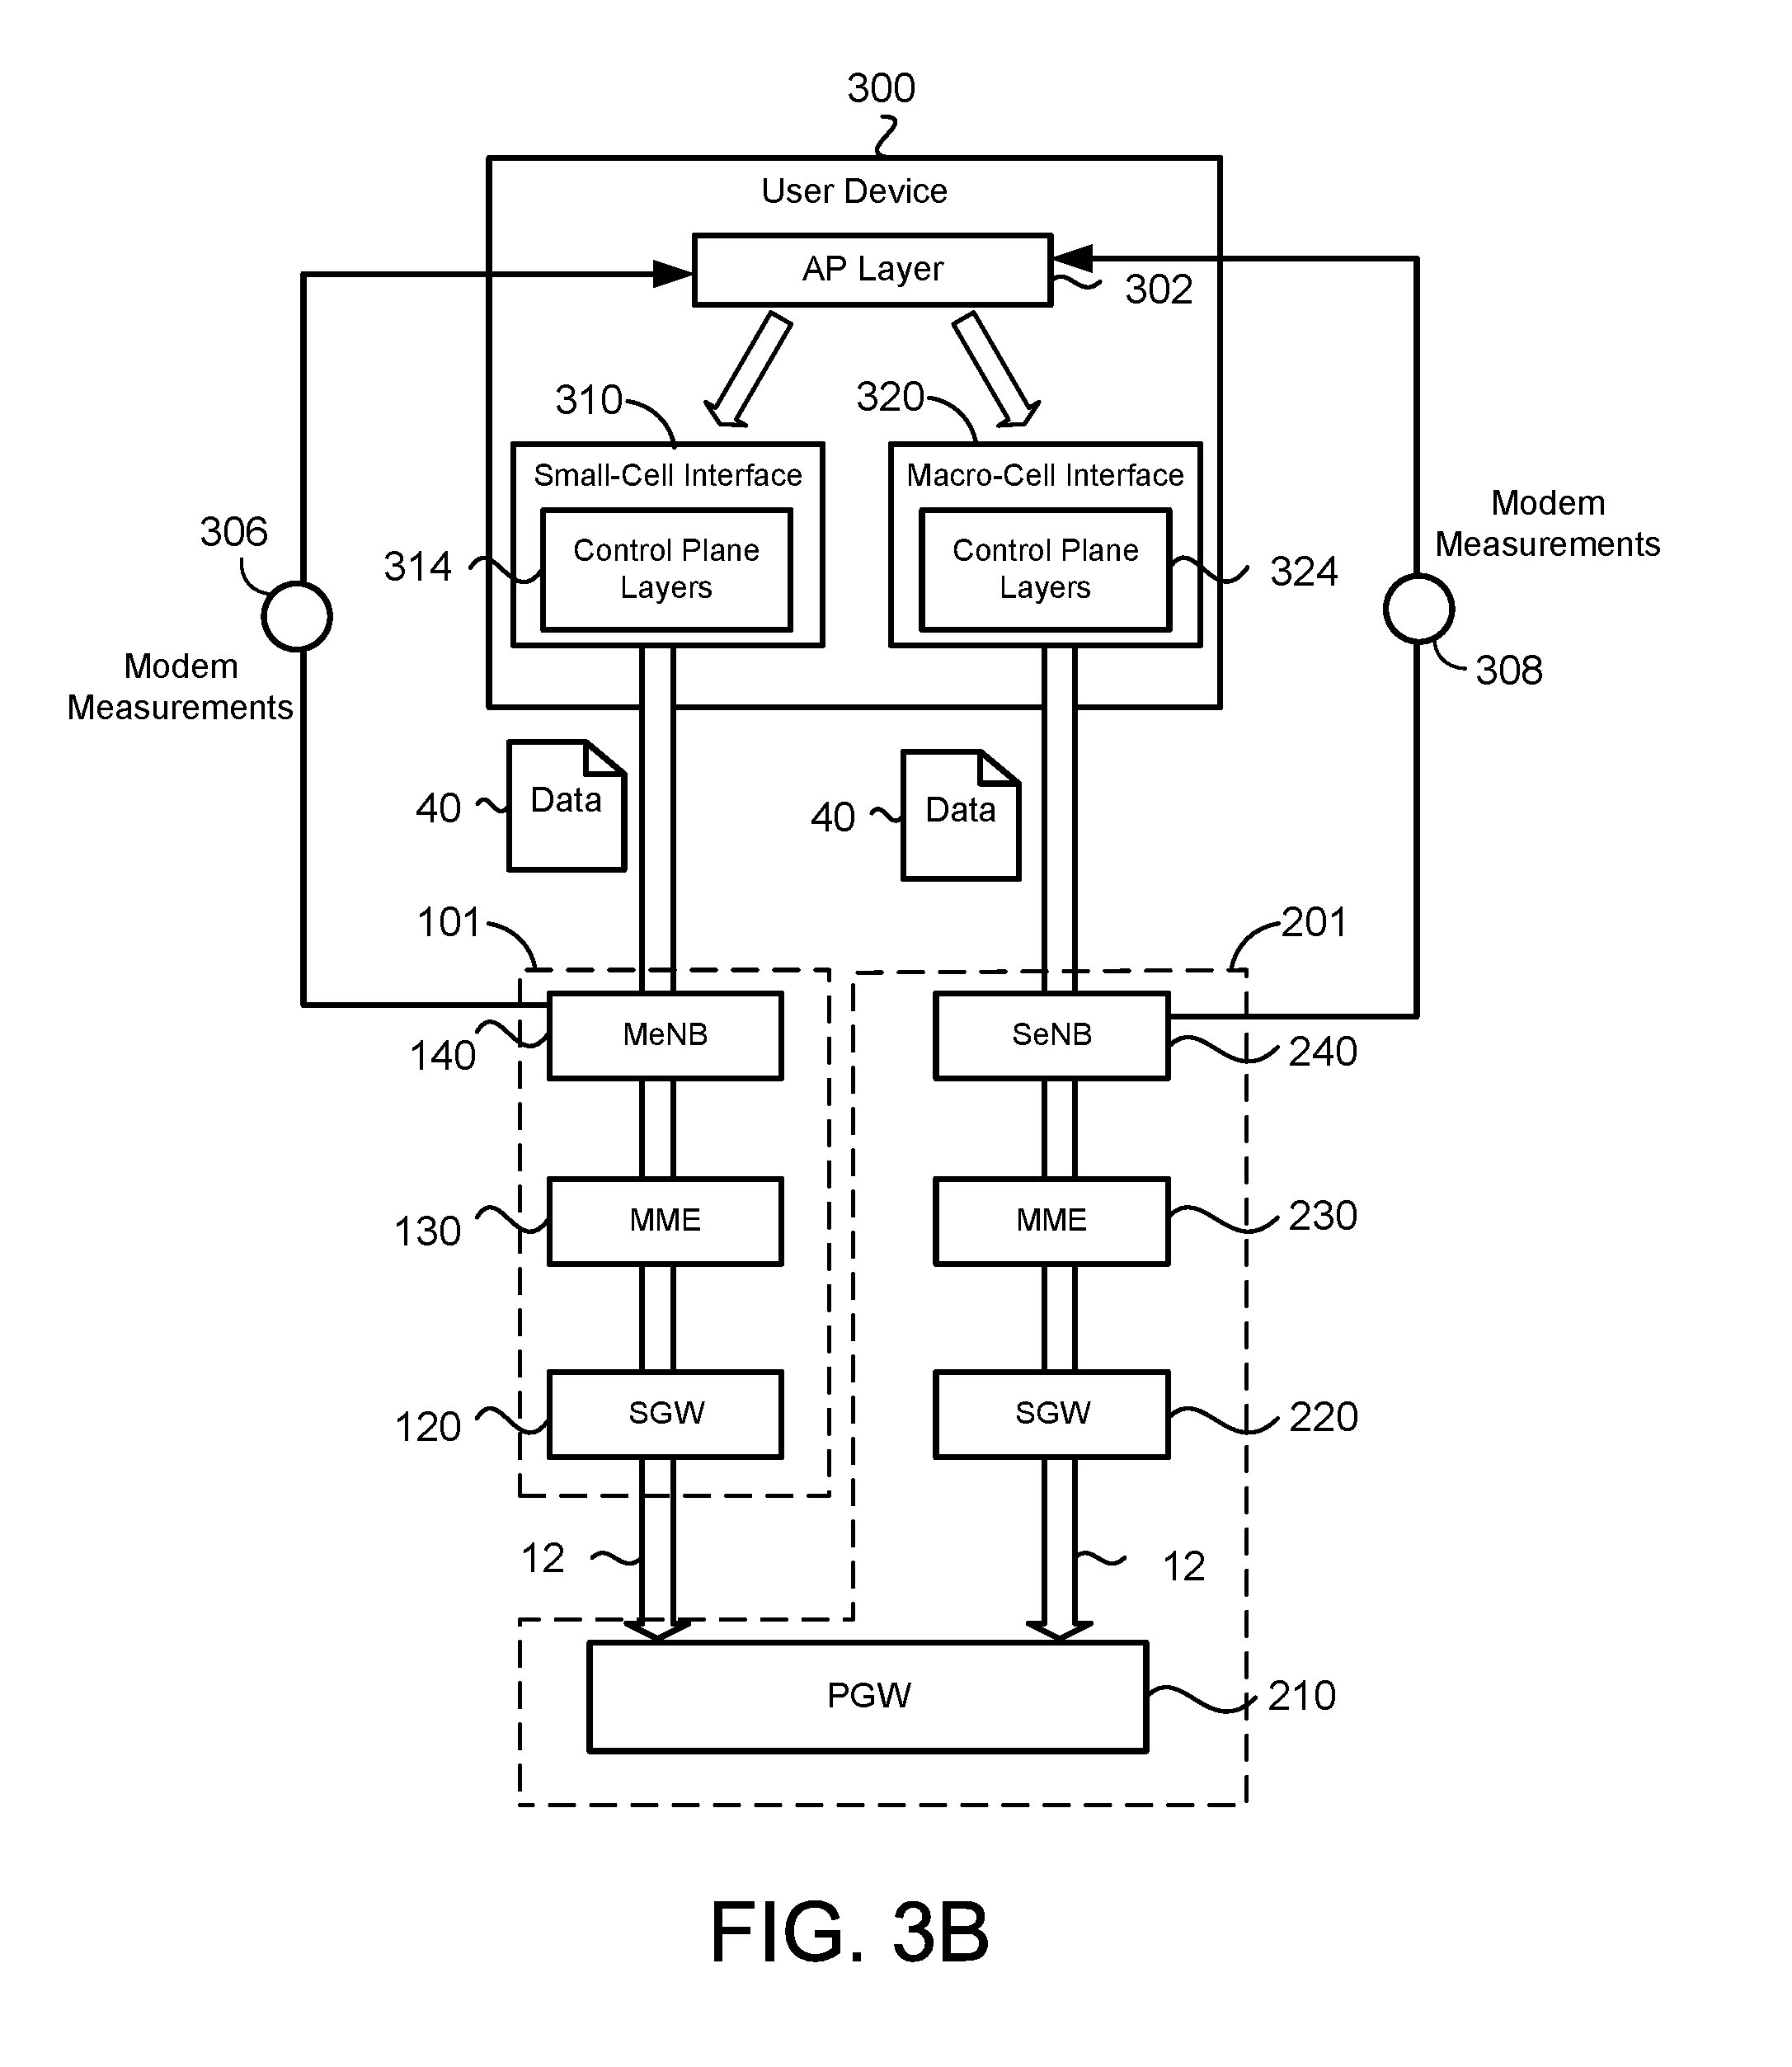 300
User Device
AP Layer
302
310
320
Small-Cell Interface
Macro-Cell Interface
306
314
Control Plane
Layers
Control Plane
Layers
324
Modem
Measurements
Modem
Measurements
308
40
Data
40
Data
101
201
140
MeNB
SeNB
240
130
MME
MME
230
120
SGW
SGW
220
12
12
PGW
210
FIG. 3B